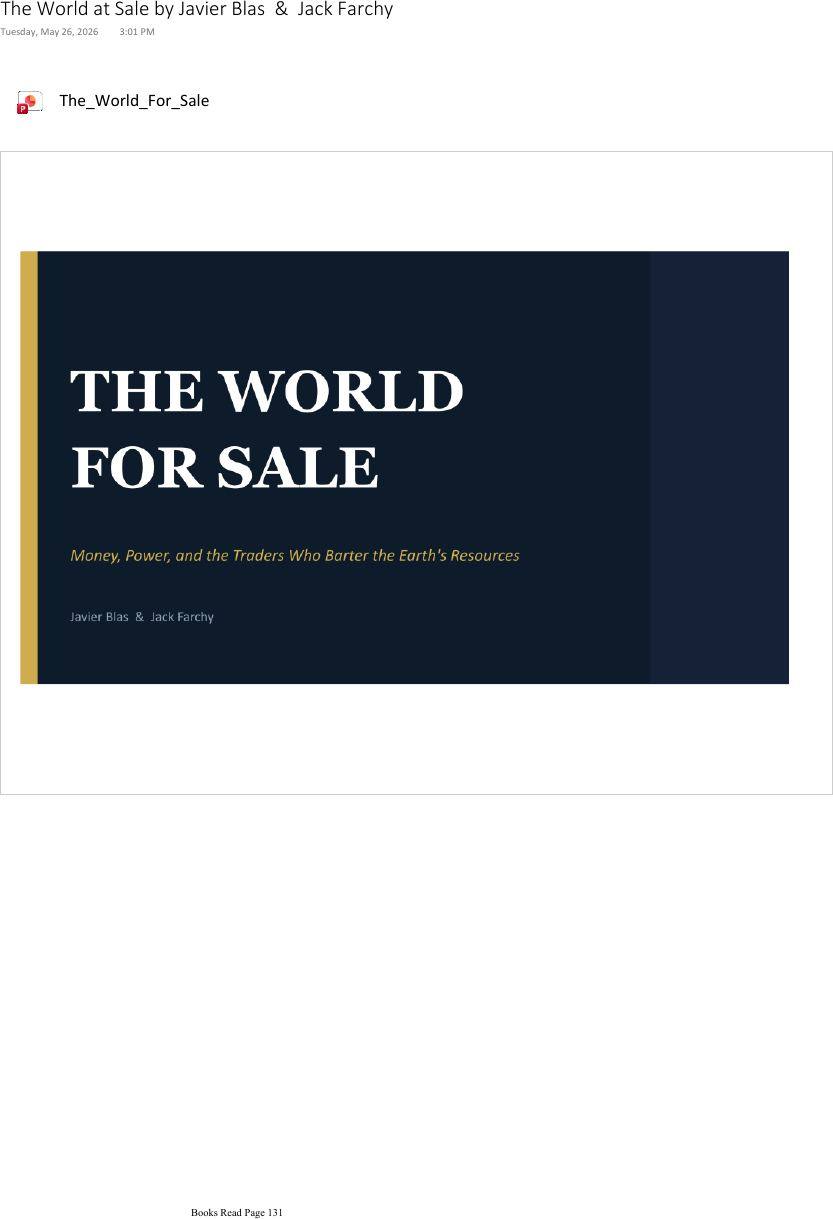 The World at Sale by Javier Blas  &  Jack Farchy
Tuesday, May 26, 2026    3:01 PM
The_World_For_Sale
THE WORLD
FOR SALE
Money, Power, and the Traders Who Barter the Earth's Resources
Javier Blas  &  Jack Farchy
Books Read Page 131